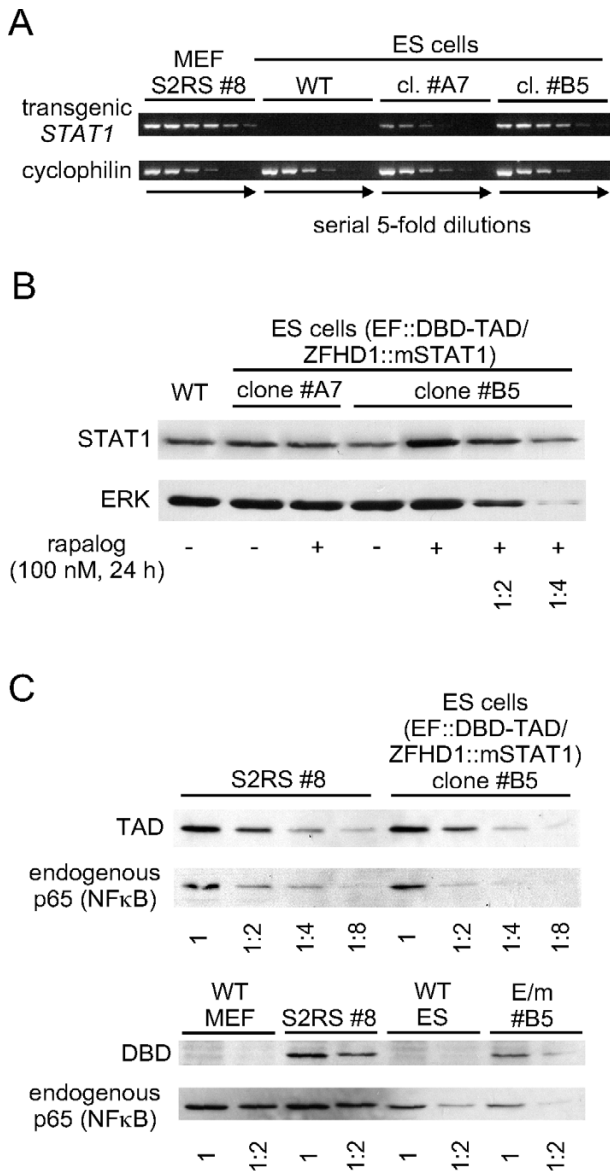 A
ES cells
MEF
S2RS #8 WT cl. #A7 cl. #B5
transgenic
STAT1
cyclophilin
serial 5-fold dilutions
B
ES cells (EF::DBD-TAD/
ZFHD1::mSTAT1)
WT clone #A7 clone #B5
STAT1
ERK
rapalog - - + - + + +
(100 nM, 24 h) 1:2 1:4
C
ES cells
(EF::DBD-TAD/
ZFHD1::mSTAT1)
S2RS #8 clone #B5
TAD
endogenous
p65 (NFκB)
1 1:2 1:4 1:8 1 1:2 1:4 1:8
WT WT E/m
MEF S2RS #8 ES #B5
DBD
endogenous
p65 (NFκB)
1 1:2 1 1:2 1 1:2 1 1:2